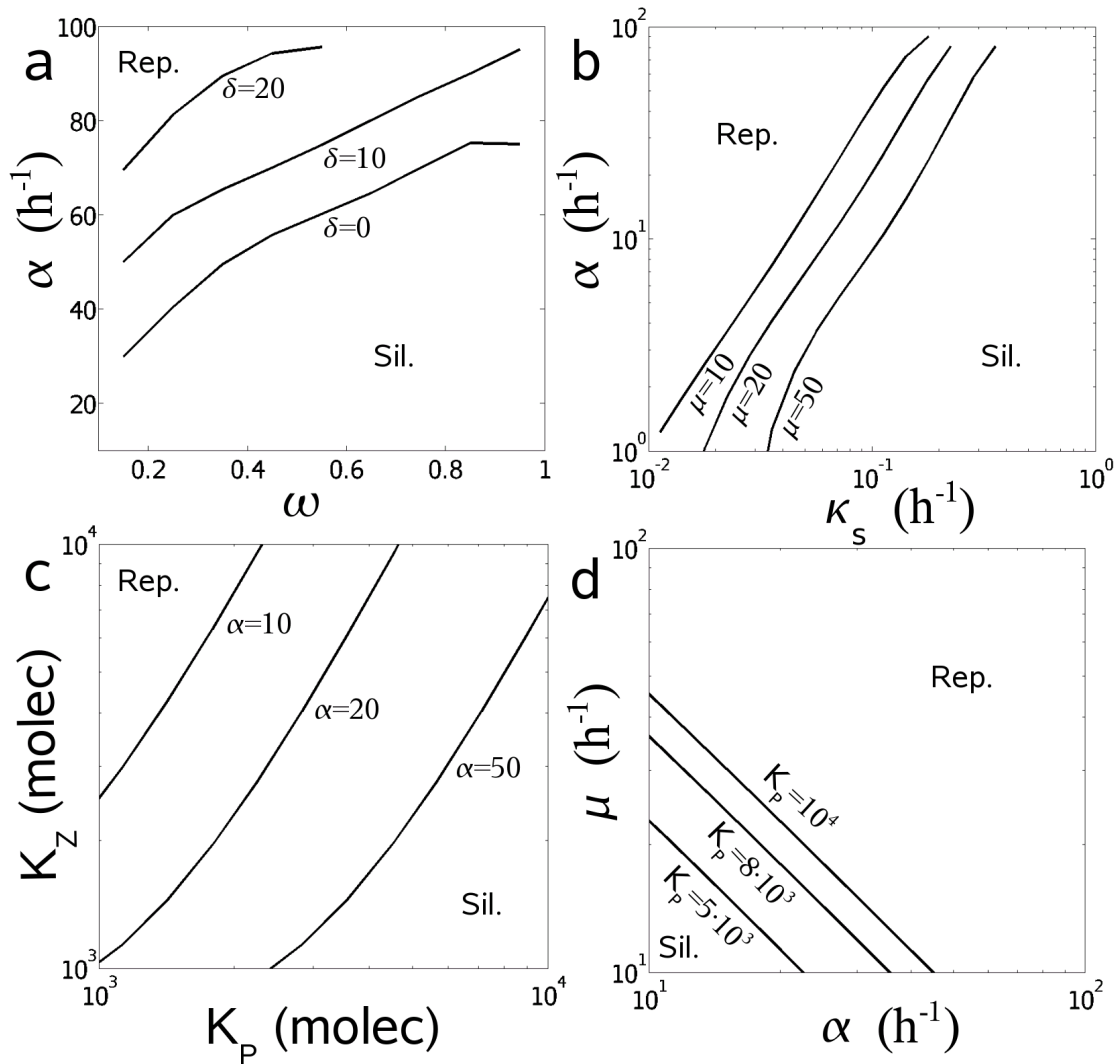 a
Rep.
δ=20
δ=10
δ=0
Sil.
100
80
60
40
20
0.2
0.4
0.6
0.8
1
α (h⁻¹)
ω
b
Rep.
μ=10
μ=20
μ=50
Sil.
10²
10¹
10⁰
10⁻²
10⁻¹
10⁰
α (h⁻¹)
κₛ (h⁻¹)
c
Rep.
α=10
α=20
α=50
Sil.
10⁴
10³
10³
10⁴
K_Z (molec)
K_P (molec)
d
Rep.
K_P=10⁴
K_P=8·10³
K_P=5·10³
Sil.
10²
10¹
10¹
10²
μ (h⁻¹)
α (h⁻¹)